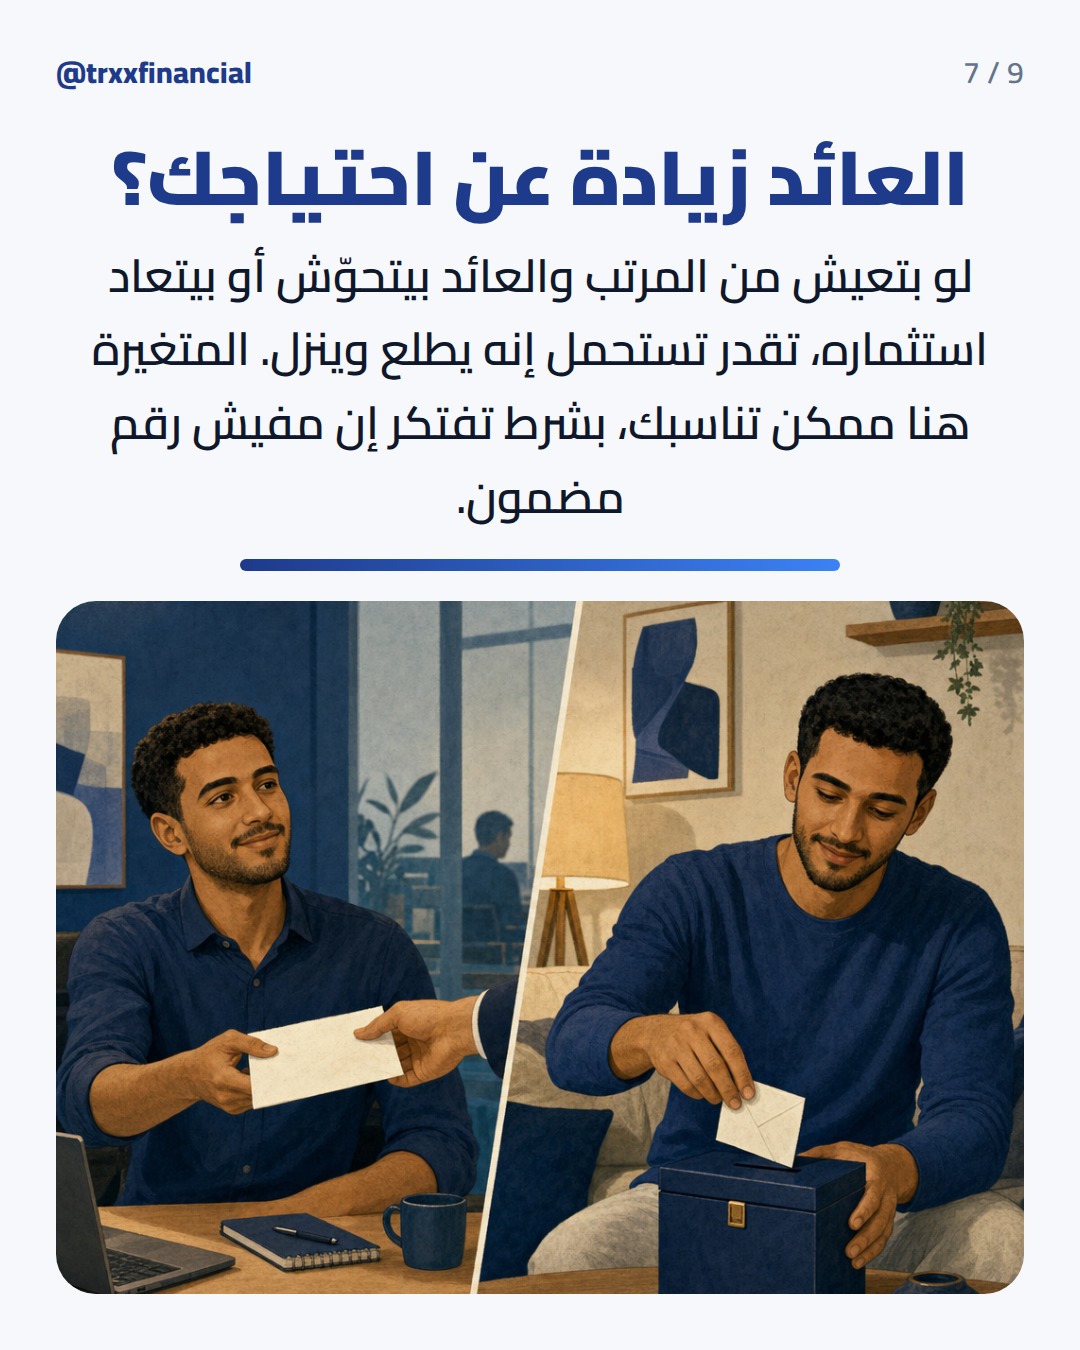 @trxxfinancial
7 / 9
العائد زيادة عن احتياجك؟
لو بتعيش من المرتب والعائد بيتحوّش أو بيتعاد
استثماره، تقدر تستحمل إنه يطلع وينزل. المتغيرة
هنا ممكن تناسبك، بشرط تفتكر إن مفيش رقم
مضمون.